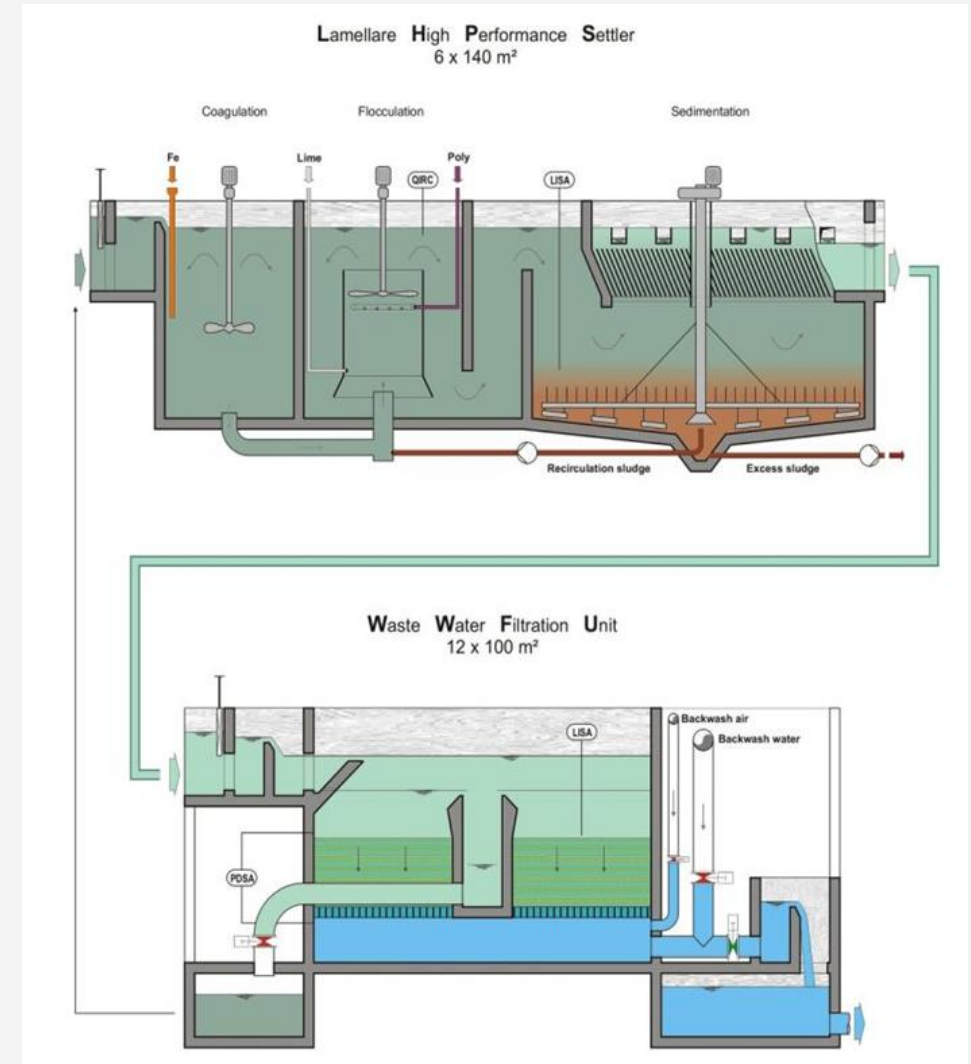 Lamellare High Performance Settler
6 x 140 m²
Coagulation
Flocculation
Sedimentation
Fe
Lime
Poly
QIRC
LISA
Recirculation sludge
Excess sludge
Waste Water Filtration Unit
12 x 100 m²
LISA
Backwash air
Backwash water
PDSA